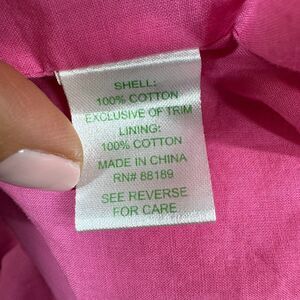 SHELL:
100% COTTON
EXCLUSIVE OF TRIM
LINING:
100% COTTON
MADE IN CHINA
RN# 88189
SEE REVERSE
FOR CARE